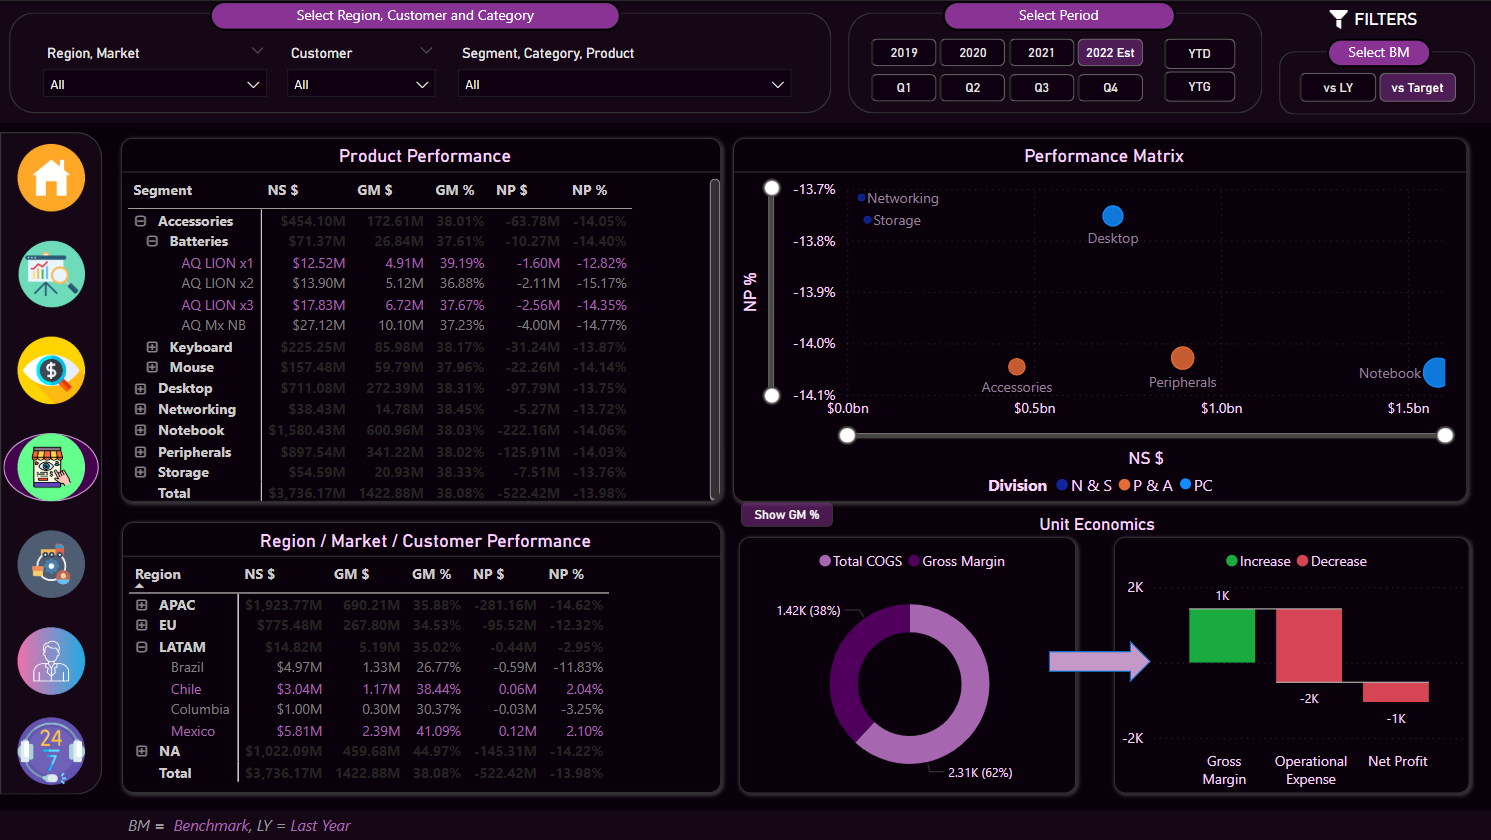 Select Region, Customer and Category
Select Period
FILTERS
Region, Market
Customer
Segment, Category, Product
All
All
All
2019 2020 2021 2022 Est YTD
Q1 Q2 Q3 Q4 YTG
Select BM
vs LY vs Target
Product Performance
Segment NS $ GM $ GM % NP $ NP %
Accessories $454.10M 172.61M 38.01% -63.78M -14.05%
Batteries $71.37M 26.84M 37.61% -10.27M -14.40%
AQ LION x1 $12.52M 4.91M 39.19% -1.60M -12.82%
AQ LION x2 $13.90M 5.12M 36.88% -2.11M -15.17%
AQ LION x3 $17.83M 6.72M 37.67% -2.56M -14.35%
AQ Mx NB $27.12M 10.10M 37.23% -4.00M -14.77%
Keyboard $225.25M 85.98M 38.17% -31.24M -13.87%
Mouse $157.48M 59.79M 37.96% -22.26M -14.14%
Desktop $711.08M 272.39M 38.31% -97.79M -13.75%
Networking $38.43M 14.78M 38.45% -5.27M -13.72%
Notebook $1,580.43M 600.96M 38.03% -222.16M -14.06%
Peripherals $897.54M 341.22M 38.02% -125.91M -14.03%
Storage $54.59M 20.93M 38.33% -7.51M -13.76%
Total $3,736.17M 1422.88M 38.08% -522.42M -13.98%
Performance Matrix
NP %
-13.7%
-13.8%
-13.9%
-14.0%
-14.1%
Networking
Storage
Desktop
Accessories
Peripherals
Notebook
$0.0bn $0.5bn $1.0bn $1.5bn
NS $
Division N & S P & A PC
Region / Market / Customer Performance
Region NS $ GM $ GM % NP $ NP %
APAC $1,923.77M 690.21M 35.88% -281.16M -14.62%
EU $775.48M 267.80M 34.53% -95.52M -12.32%
LATAM $14.82M 5.19M 35.02% -0.44M -2.95%
Brazil $4.97M 1.33M 26.77% -0.59M -11.83%
Chile $3.04M 1.17M 38.44% 0.06M 2.04%
Columbia $1.00M 0.30M 30.37% -0.03M -3.25%
Mexico $5.81M 2.39M 41.09% 0.12M 2.10%
NA $1,022.09M 459.68M 44.97% -145.31M -14.22%
Total $3,736.17M 1422.88M 38.08% -522.42M -13.98%
Show GM %
Unit Economics
Total COGS Gross Margin
1.42K (38%)
2.31K (62%)
Increase Decrease
2K
-2K
1K
-2K
-1K
Gross Margin
Operational Expense
Net Profit
24
7
BM = Benchmark, LY = Last Year